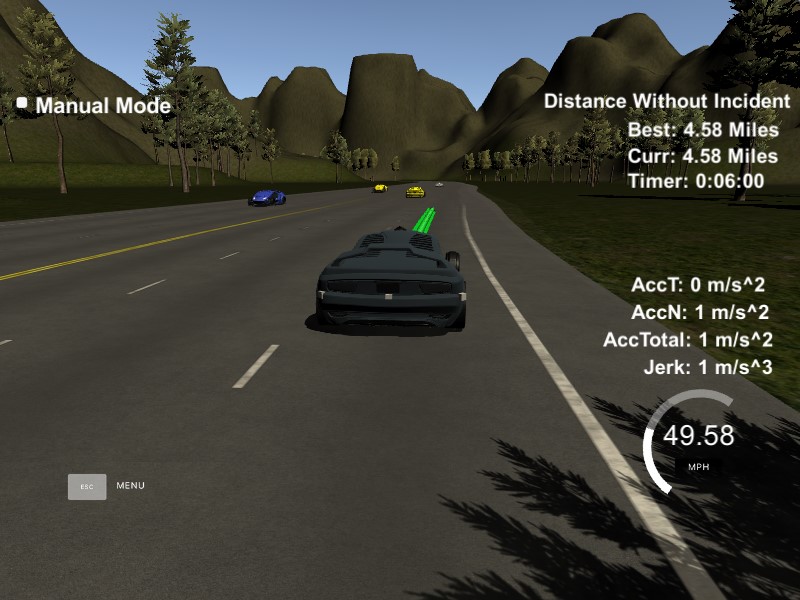 Manual Mode
Distance Without Incident
Best: 4.58 Miles
Curr: 4.58 Miles
Timer: 0:06:00
AccT: 0 m/s^2
AccN: 1 m/s^2
AccTotal: 1 m/s^2
Jerk: 1 m/s^3
49.58
MPH
ESC MENU